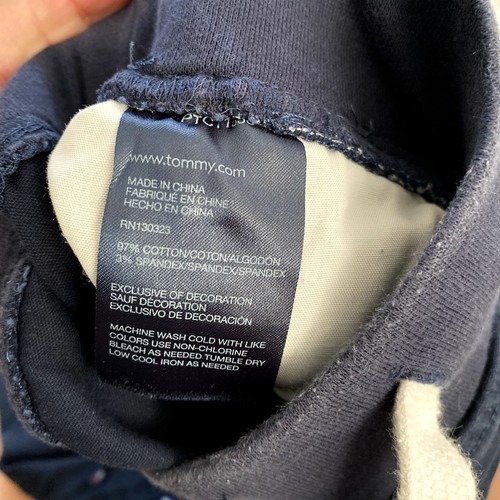 www.tommy.com
MADE IN CHINA
FABRIQUÉ EN CHINE
HECHO EN CHINA
RN130323
97% COTTON/COTON/ALGODÓN
3% SPANDEX/SPANDEX/SPANDEX
EXCLUSIVE OF DECORATION
SAUF DÉCORATION
EXCLUSIVO DE DECORACIÓN
MACHINE WASH COLD WITH LIKE
COLORS USE NON-CHLORINE
BLEACH AS NEEDED TUMBLE DRY
LOW COOL IRON AS NEEDED